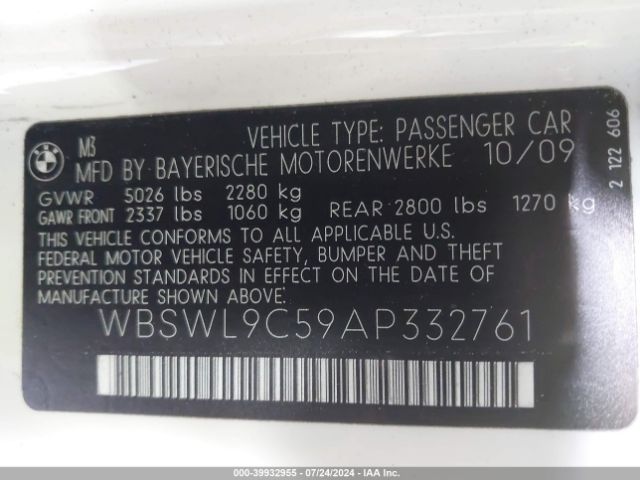 BMW
M3
VEHICLE TYPE: PASSENGER CAR
MFD BY BAYERISCHE MOTORENWERKE 10/09
GVWR 5026 lbs 2280 kg
GAWR FRONT 2337 lbs 1060 kg REAR 2800 lbs 1270 kg
THIS VEHICLE CONFORMS TO ALL APPLICABLE U.S.
FEDERAL MOTOR VEHICLE SAFETY, BUMPER AND THEFT
PREVENTION STANDARDS IN EFFECT ON THE DATE OF
MANUFACTURE SHOWN ABOVE:
WBSWL9C59AP332761
2 122 606
000-39932955 - 07/24/2024 - IAAI.com